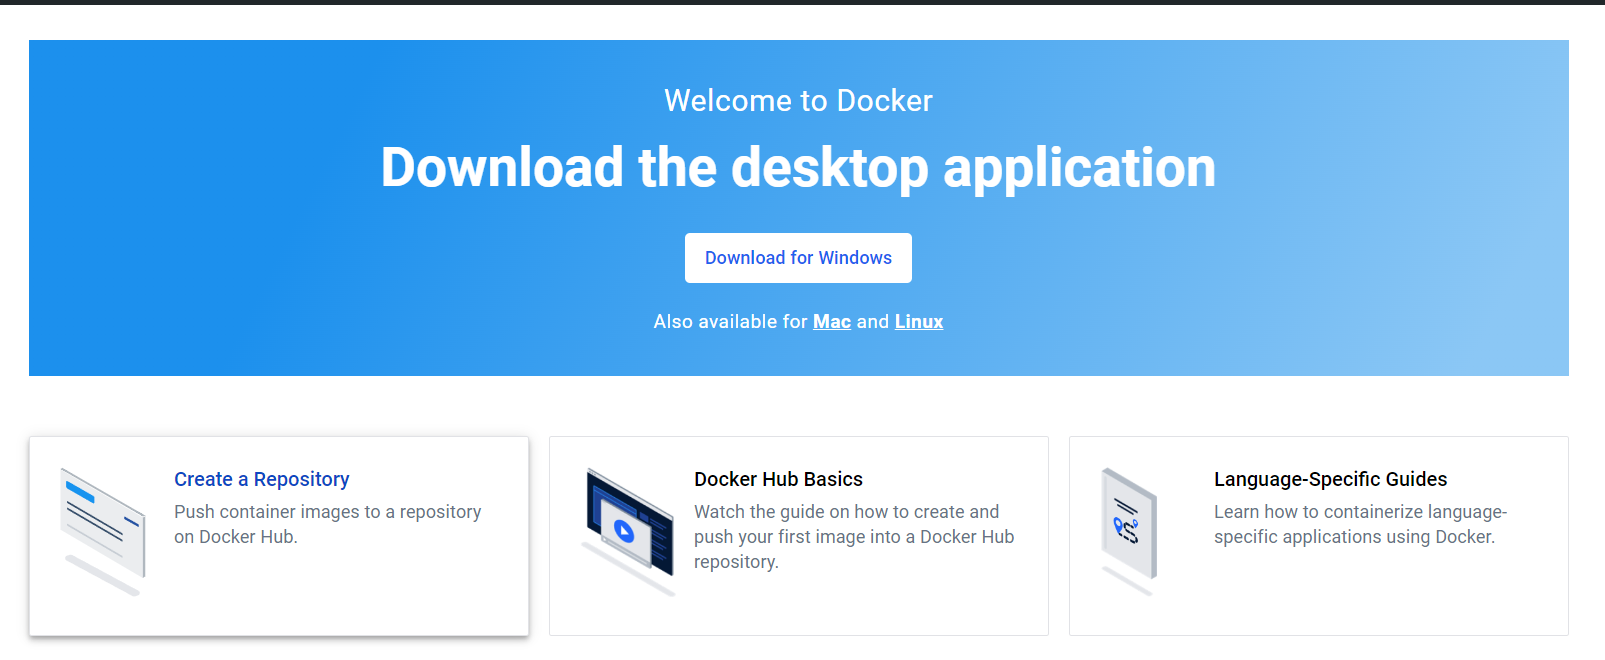 Welcome to Docker
Download the desktop application
Download for Windows
Also available for Mac and Linux
Create a Repository
Push container images to a repository
on Docker Hub.
Docker Hub Basics
Watch the guide on how to create and
push your first image into a Docker Hub
repository.
Language-Specific Guides
Learn how to containerize language-
specific applications using Docker.